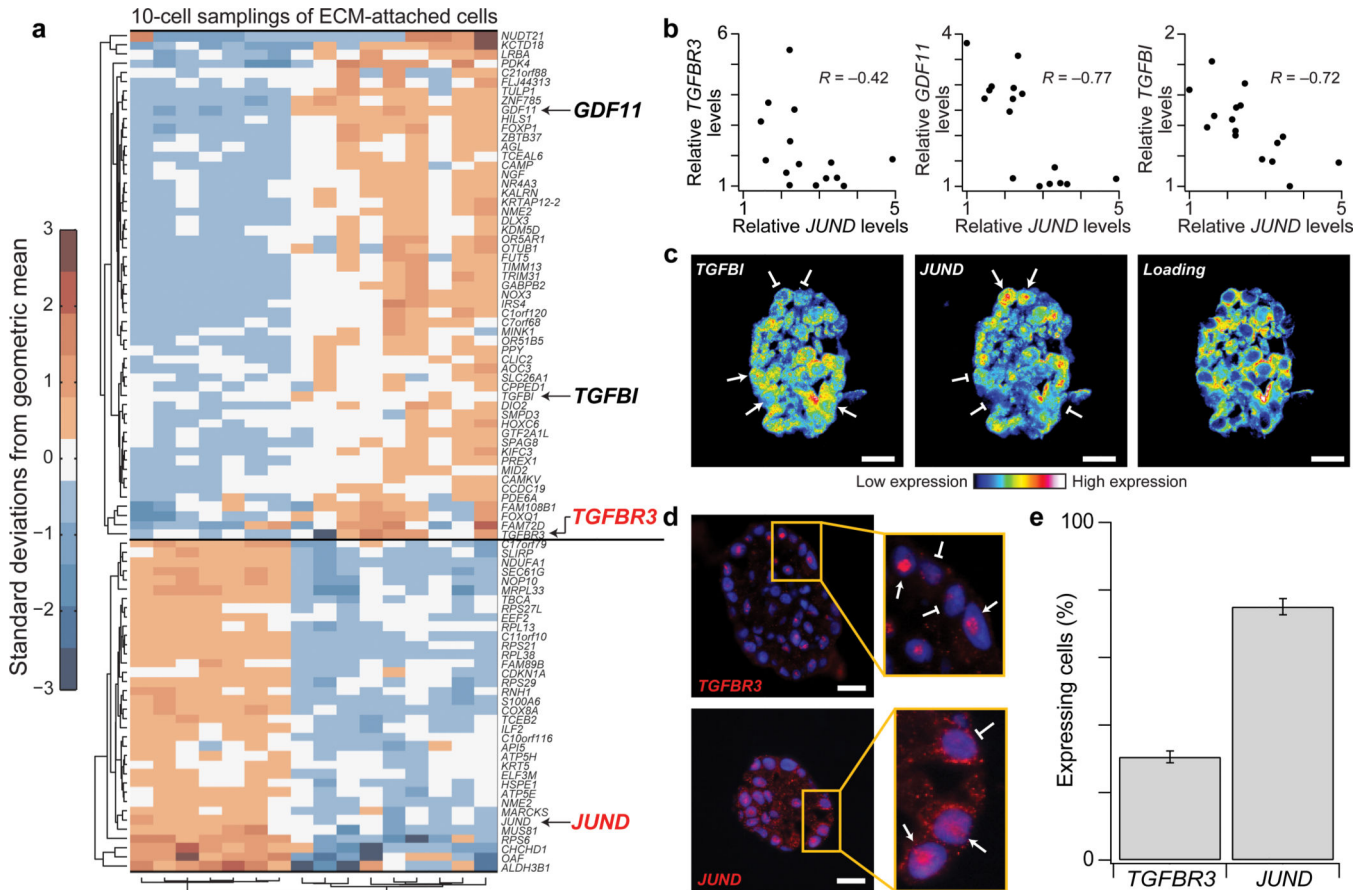 a
10-cell samplings of ECM-attached cells
Standard deviations from geometric mean
3
2
1
0
−1
−2
−3
NUDT21
KCTD18
LRBA
PDK4
C21orf88
FLJ44313
TULP1
ZNF785
GDF11
HILS1
FOXP1
ZBTB37
AGL
TCEAL6
CAMP
NGF
NR4A3
KALRN
KRTAP12-2
NME2
DLX3
KDM5D
OR5AR1
OTUB1
FUT5
TIMM13
TRIM31
GABPB2
NOX3
IRS4
C1orf120
C7orf68
MINK1
OR51B5
PPY
CLIC2
AOC3
SLC26A1
CPPED1
TGFBI
DIO2
SMPD3
HOXC6
GTF2A1L
SPAG8
KIFC3
PREX1
MID2
CAMKV
CCDC19
PDE6A
FAM108B1
FOXQ1
FAM72D
TGFBR3
C17orf79
SLIRP
NDUFA1
SEC61G
NOP10
MRPL33
TBCA
RPS27L
EEF2
RPL13
C11orf10
RPS21
RPL38
FAM89B
CDKN1A
RPS29
RNH1
S100A6
COX8A
TCEB2
ILF2
C10orf116
API5
ATP5H
KRT5
ELF3M
HSPE1
ATP5E
NME2
MARCKS
JUND
MUS81
RPS6
CHCHD1
OAF
ALDH3B1
GDF11
TGFBI
TGFBR3
JUND
b
Relative TGFBR3
levels
6
1
R = −0.42
1
5
Relative JUND levels
Relative GDF11
levels
4
1
R = −0.77
1
5
Relative JUND levels
Relative TGFBI
levels
2
1
R = −0.72
1
5
Relative JUND levels
c
TGFBI
JUND
Loading
Low expression
High expression
d
TGFBR3
JUND
e
Expressing cells (%)
100
0
TGFBR3
JUND